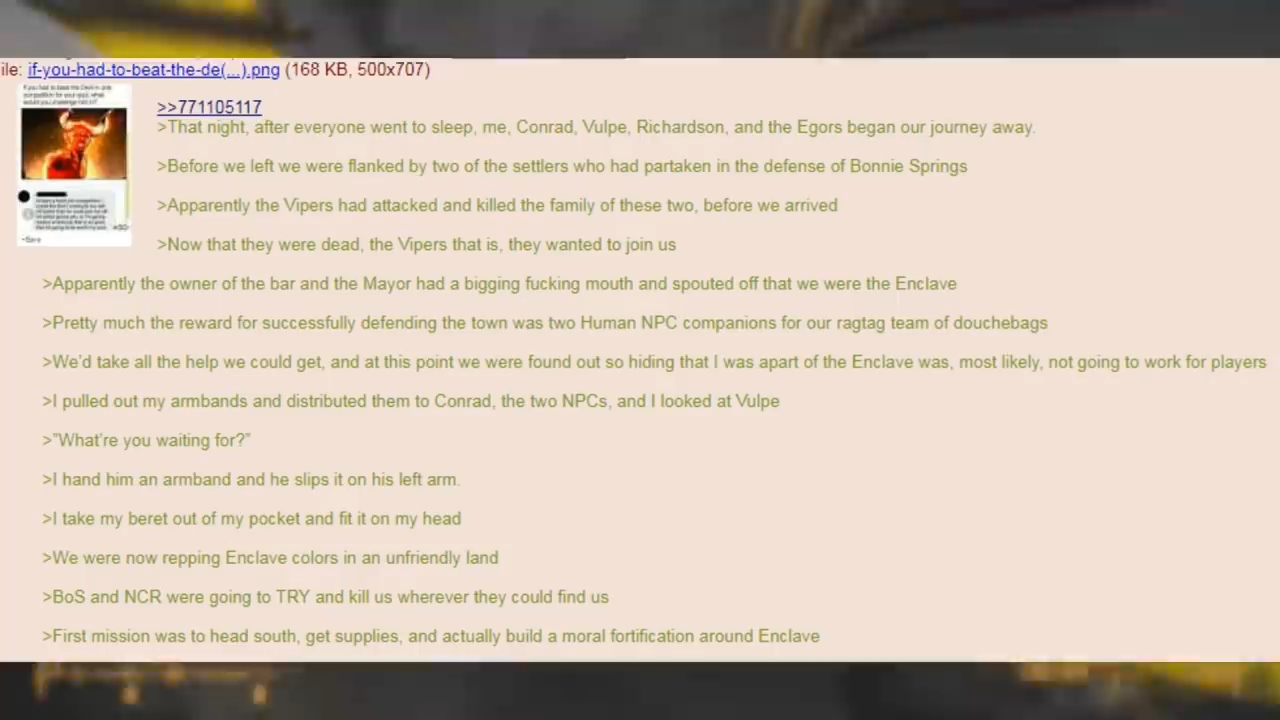 ile: if-you-had-to-beat-the-de(...).png (168 KB, 500x707)
>>771105117
>That night, after everyone went to sleep, me, Conrad, Vulpe, Richardson, and the Egors began our journey away.
>Before we left we were flanked by two of the settlers who had partaken in the defense of Bonnie Springs
>Apparently the Vipers had attacked and killed the family of these two, before we arrived
>Now that they were dead, the Vipers that is, they wanted to join us
>Apparently the owner of the bar and the Mayor had a bigging fucking mouth and spouted off that we were the Enclave
>Pretty much the reward for successfully defending the town was two Human NPC companions for our ragtag team of douchebags
>We'd take all the help we could get, and at this point we were found out so hiding that I was apart of the Enclave was, most likely, not going to work for players
>I pulled out my armbands and distributed them to Conrad, the two NPCs, and I looked at Vulpe
>"What're you waiting for?"
>I hand him an armband and he slips it on his left arm.
>I take my beret out of my pocket and fit it on my head
>We were now repping Enclave colors in an unfriendly land
>BoS and NCR were going to TRY and kill us wherever they could find us
>First mission was to head south, get supplies, and actually build a moral fortification around Enclave